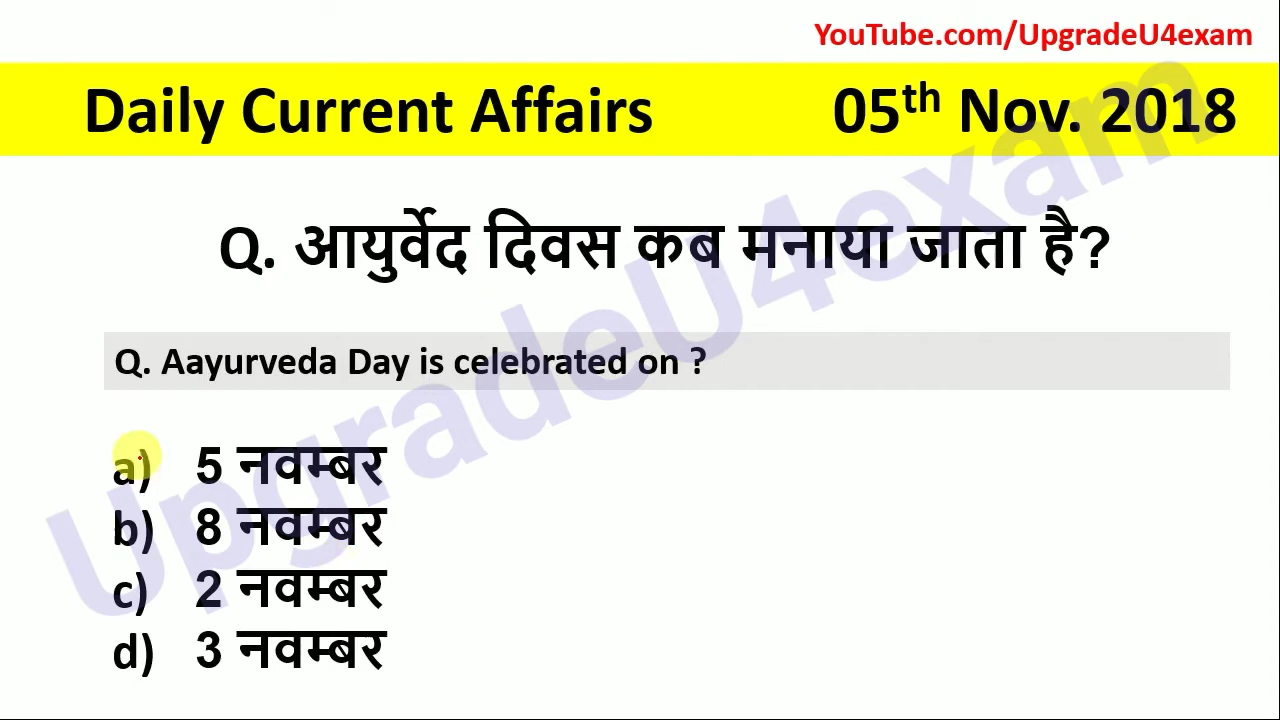 YouTube.com/UpgradeU4exam
Daily Current Affairs 05th Nov. 2018
Q. आयुर्वेद दिवस कब मनाया जाता है?
Q. Aayurveda Day is celebrated on ?
a) 5 नवम्बर
b) 8 नवम्बर
c) 2 नवम्बर
d) 3 नवम्बर
UpgradeU4exam